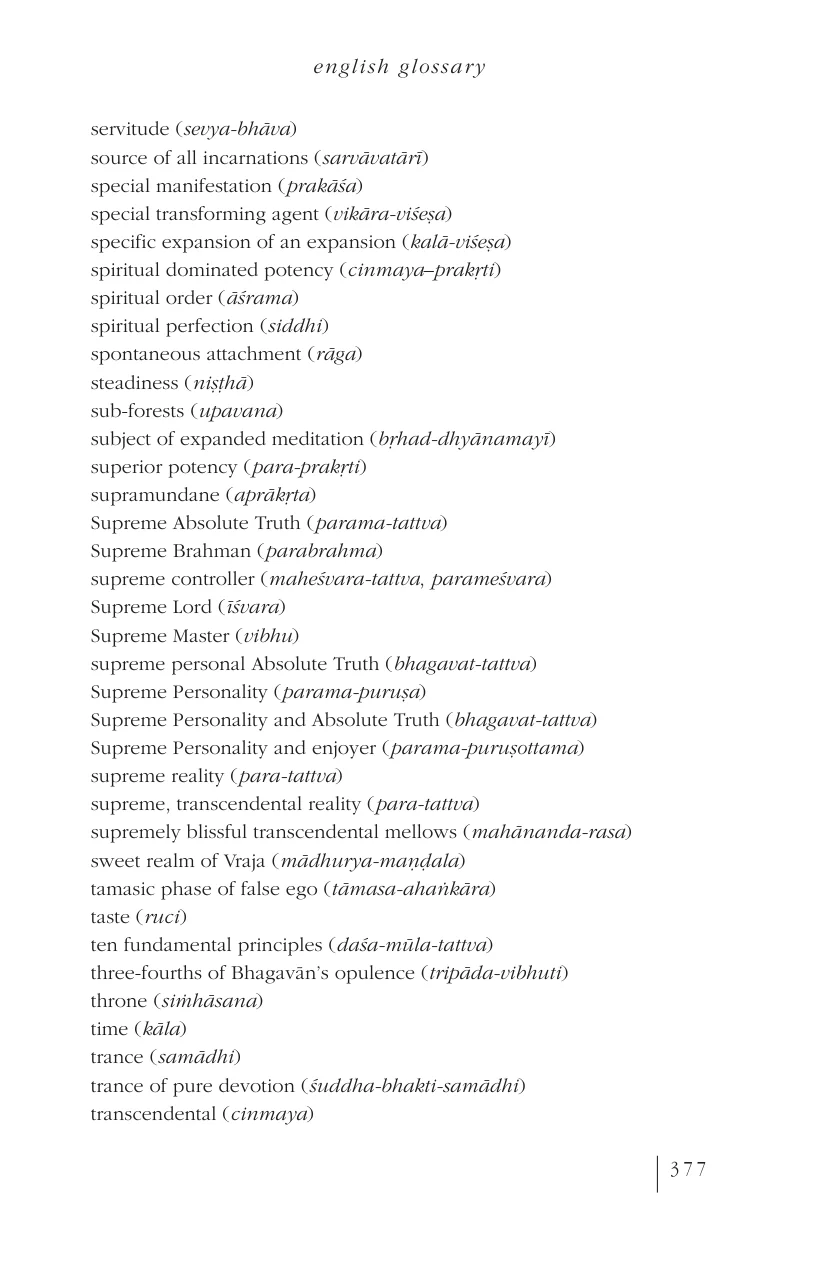 english glossary
servitude (sevya-bhāva)
source of all incarnations (sarvāvatārī)
special manifestation (prakāśa)
special transforming agent (vikāra-viśeṣa)
specific expansion of an expansion (kalā-viśeṣa)
spiritual dominated potency (cinmaya–prakṛti)
spiritual order (āśrama)
spiritual perfection (siddhi)
spontaneous attachment (rāga)
steadiness (niṣṭhā)
sub-forests (upavana)
subject of expanded meditation (bṛhad-dhyānamayī)
superior potency (para-prakṛti)
supramundane (aprākṛta)
Supreme Absolute Truth (parama-tattva)
Supreme Brahman (parabrahma)
supreme controller (maheśvara-tattva, parameśvara)
Supreme Lord (īśvara)
Supreme Master (vibhu)
supreme personal Absolute Truth (bhagavat-tattva)
Supreme Personality (parama-puruṣa)
Supreme Personality and Absolute Truth (bhagavat-tattva)
Supreme Personality and enjoyer (parama-puruṣottama)
supreme reality (para-tattva)
supreme, transcendental reality (para-tattva)
supremely blissful transcendental mellows (mahānanda-rasa)
sweet realm of Vraja (mādhurya-maṇḍala)
tamasic phase of false ego (tāmasa-ahaṅkāra)
taste (ruci)
ten fundamental principles (daśa-mūla-tattva)
three-fourths of Bhagavān’s opulence (tripāda-vibhuti)
throne (siṁhāsana)
time (kāla)
trance (samādhi)
trance of pure devotion (śuddha-bhakti-samādhi)
transcendental (cinmaya)
377